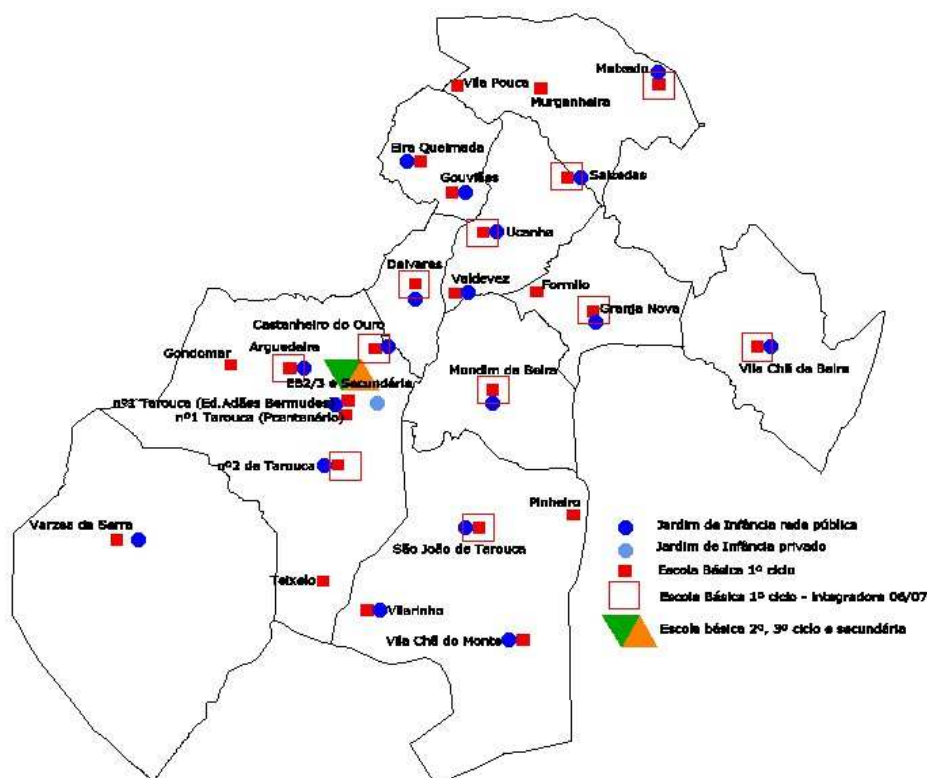 Meixedo
Vila Pouca
Murganheira
Eira Queimada
Gouviães
Salzedas
Ucanha
Dalvares
Valdevez
Formilo
Granja Nova
Castanheiro do Ouro
Gondomar
Arguedeira
Mondim da Beira
Vila Chã da Beira
EB2/3 e Secundária
nº1 Tarouca (Ed.Adães Bermudes)
nº1 Tarouca (Pcentenário)
nº2 de Tarouca
Pinheiro
Varzea da Serra
São João de Tarouca
Teixelo
Vilarinho
Vila Chã do Monte
Jardim de Infância rede pública
Jardim de Infância privado
Escola Básica 1º ciclo
Escola Básica 1º ciclo - integradora 06/07
Escola básica 2º, 3º ciclo e secundária